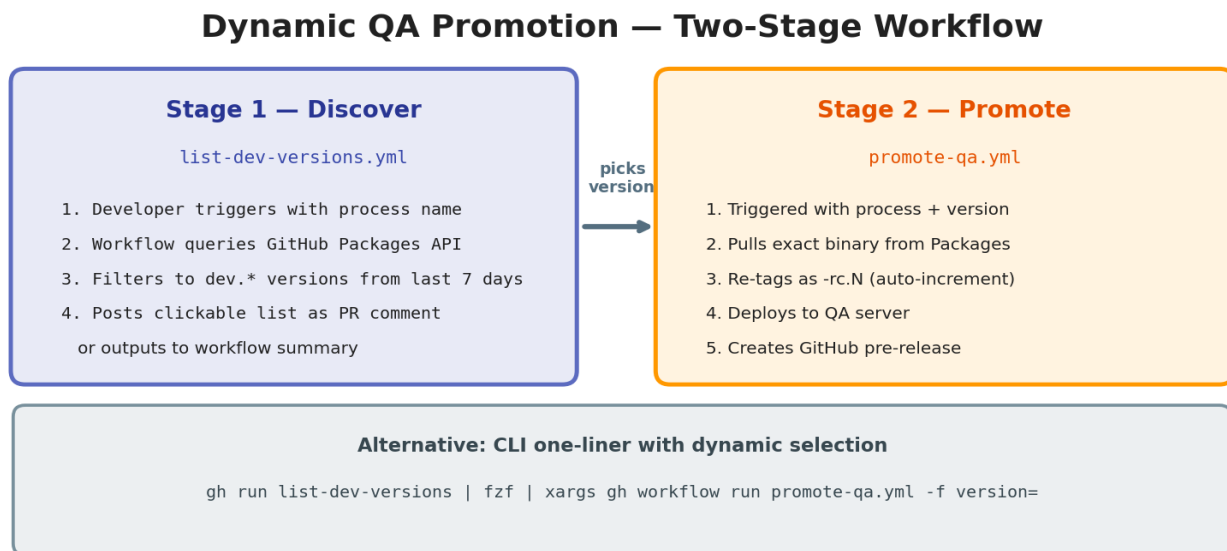 Dynamic QA Promotion — Two-Stage Workflow
Stage 1 — Discover
list-dev-versions.yml
1. Developer triggers with process name
2. Workflow queries GitHub Packages API
3. Filters to dev.* versions from last 7 days
4. Posts clickable list as PR comment
or outputs to workflow summary
picks
version
Stage 2 — Promote
promote-qa.yml
1. Triggered with process + version
2. Pulls exact binary from Packages
3. Re-tags as -rc.N (auto-increment)
4. Deploys to QA server
5. Creates GitHub pre-release
Alternative: CLI one-liner with dynamic selection
gh run list-dev-versions | fzf | xargs gh workflow run promote-qa.yml -f version=